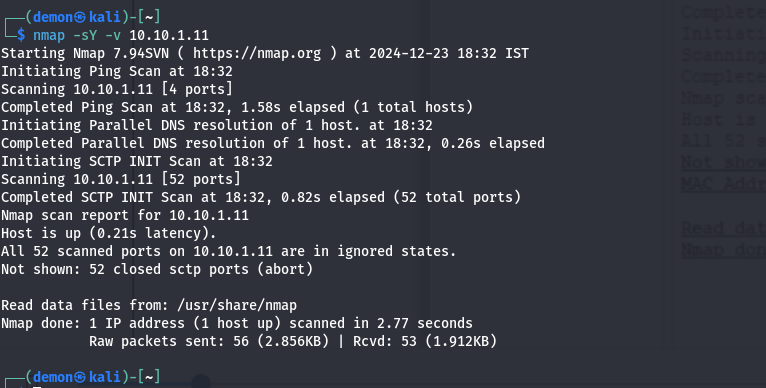 ┌──(demon㉿kali)-[~]
└─$ nmap -sY -v 10.10.1.11
Starting Nmap 7.94SVN ( https://nmap.org ) at 2024-12-23 18:32 IST
Initiating Ping Scan at 18:32
Scanning 10.10.1.11 [4 ports]
Completed Ping Scan at 18:32, 1.58s elapsed (1 total hosts)
Initiating Parallel DNS resolution of 1 host. at 18:32
Completed Parallel DNS resolution of 1 host. at 18:32, 0.26s elapsed
Initiating SCTP INIT Scan at 18:32
Scanning 10.10.1.11 [52 ports]
Completed SCTP INIT Scan at 18:32, 0.82s elapsed (52 total ports)
Nmap scan report for 10.10.1.11
Host is up (0.21s latency).
All 52 scanned ports on 10.10.1.11 are in ignored states.
Not shown: 52 closed sctp ports (abort)
Read data files from: /usr/share/nmap
Nmap done: 1 IP address (1 host up) scanned in 2.77 seconds
Raw packets sent: 56 (2.856KB) | Rcvd: 53 (1.912KB)
┌──(demon㉿kali)-[~]
Complete
Initiati
Scanning
Complete
Nmap sca
Host is
All 52 s
Not show
MAC Addr
Read dat
Nmap don